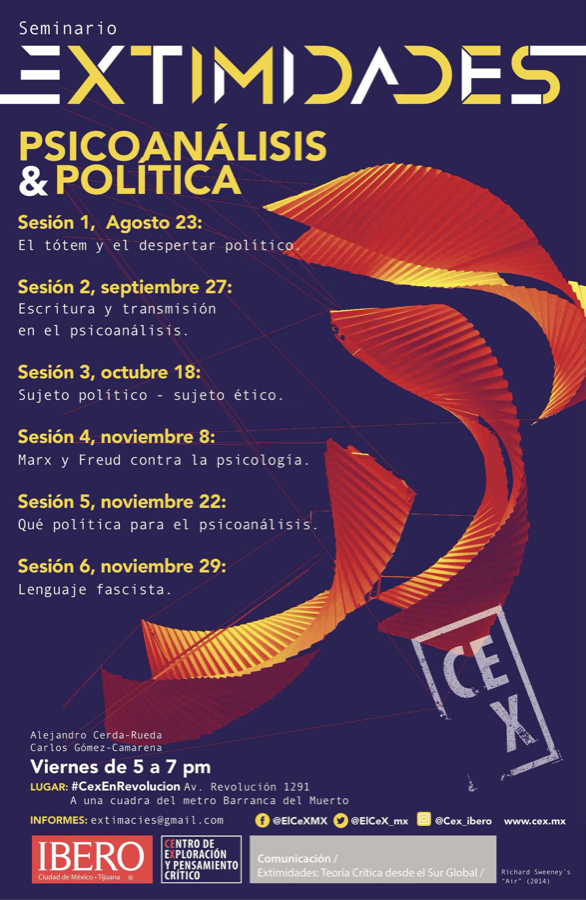 Seminario
EXTIMIDADES
PSICOANÁLISIS
& POLÍTICA
Sesión 1, Agosto 23:
El tótem y el despertar político.
Sesión 2, septiembre 27:
Escritura y transmisión
en el psicoanálisis.
Sesión 3, octubre 18:
Sujeto político - sujeto ético.
Sesión 4, noviembre 8:
Marx y Freud contra la psicología.
Sesión 5, noviembre 22:
Qué política para el psicoanálisis.
Sesión 6, noviembre 29:
Lenguaje fascista.
CE
X
Alejandro Cerda-Rueda
Carlos Gómez-Camarena
Viernes de 5 a 7 pm
LUGAR: #CexEnRevolucion Av. Revolución 1291
A una cuadra del metro Barranca del Muerto
INFORMES: extimacies@gmail.com @ElCeXMX @ElCeX_mx @Cex_ibero www.cex.mx
IBERO
Ciudad de México • Tijuana ®
CENTRO DE
EXPLORACIÓN
Y PENSAMIENTO
CRÍTICO
Comunicación /
Extimidades: Teoría Crítica desde el Sur Global /
Richard Sweeney's
"Air" (2014)